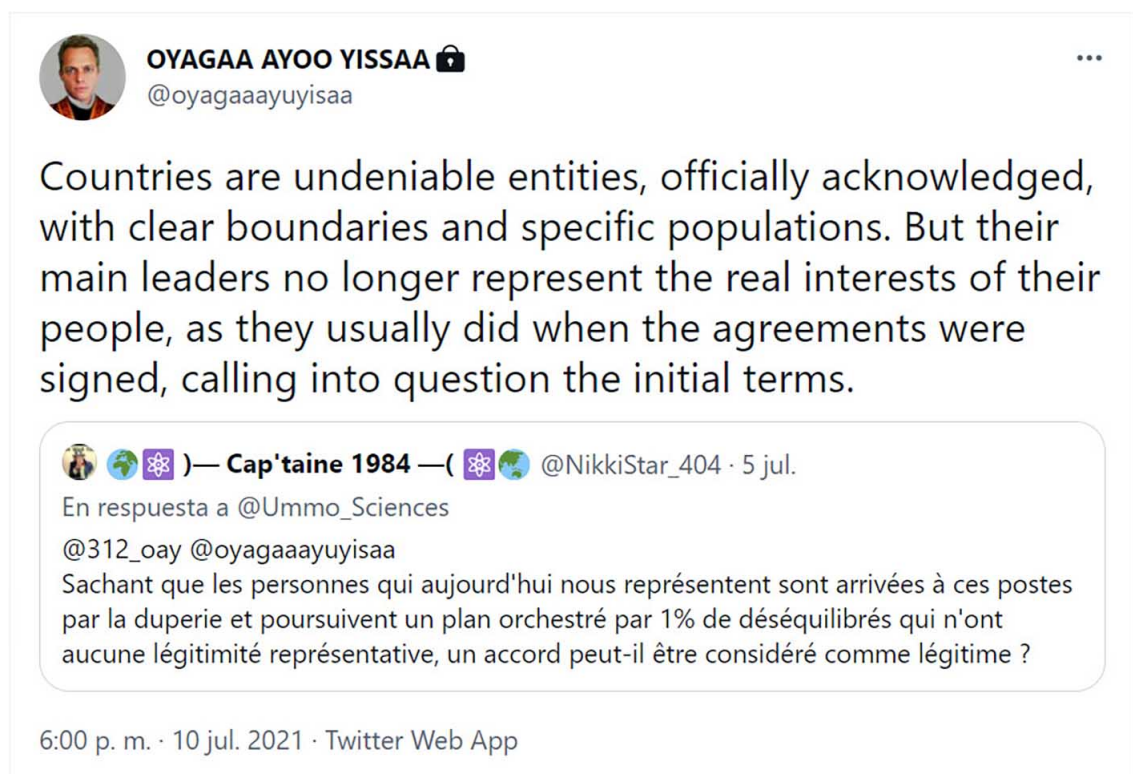 OYAGAA AYOO YISSAA
@oyagaaayuyisaa
Countries are undeniable entities, officially acknowledged,
with clear boundaries and specific populations. But their
main leaders no longer represent the real interests of their
people, as they usually did when the agreements were
signed, calling into question the initial terms.
🌍⚛️ )— Cap'taine 1984 —( ⚛️🌏 @NikkiStar_404 · 5 jul.
En respuesta a @Ummo_Sciences
@312_oay @oyagaaayuyisaa
Sachant que les personnes qui aujourd'hui nous représentent sont arrivées à ces postes
par la duperie et poursuivent un plan orchestré par 1% de déséquilibrés qui n'ont
aucune légitimité représentative, un accord peut-il être considéré comme légitime ?
6:00 p. m. · 10 jul. 2021 · Twitter Web App